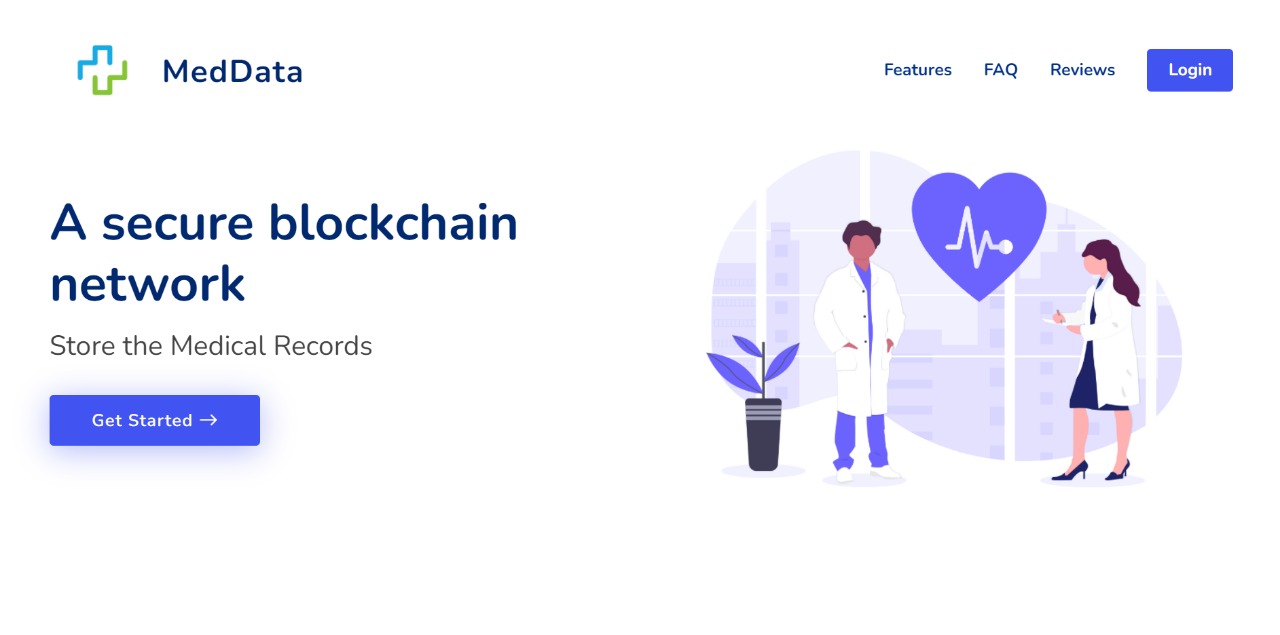 MedData
Features FAQ Reviews Login
A secure blockchain
network
Store the Medical Records
Get Started →